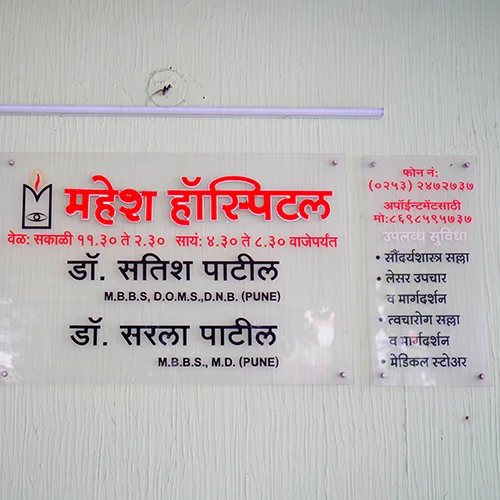 महेश हॉस्पिटल
वेळ: सकाळी ११.३० ते २.३० सायं: ४.३० ते ८.३० वाजेपर्यंत
डॉ. सतिश पाटील
M.B.B.S, D.O.M.S.,D.N.B. (PUNE)
डॉ. सरला पाटील
M.B.B.S., M.D. (PUNE)
फोन नं:
(०२५३) २४७२७३७
अपॉईन्टमेंटसाठी
मो:८६९८५९५७३७
उपलब्ध सुविधा
• सौंदर्यशास्त्र सल्ला
• लेसर उपचार
व मार्गदर्शन
• त्वचारोग सल्ला
व मार्गदर्शन
• मेडिकल स्टोअर